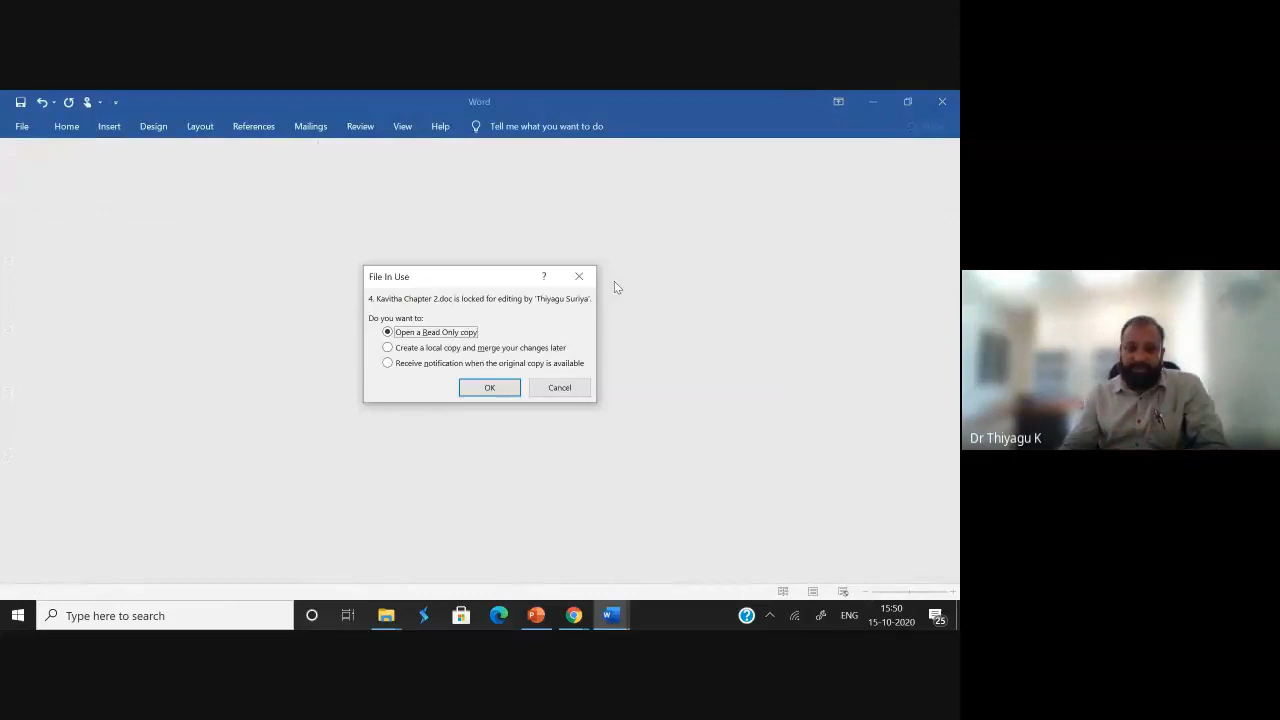 Word
File Home Insert Design Layout References Mailings Review View Help Tell me what you want to do
File In Use
4. Kavitha Chapter 2.doc is locked for editing by 'Thiyagu Suriya'.
Do you want to:
Open a Read Only copy
Create a local copy and merge your changes later
Receive notification when the original copy is available
OK Cancel
Dr Thiyagu K
Type here to search
ENG
15:50
15-10-2020
25